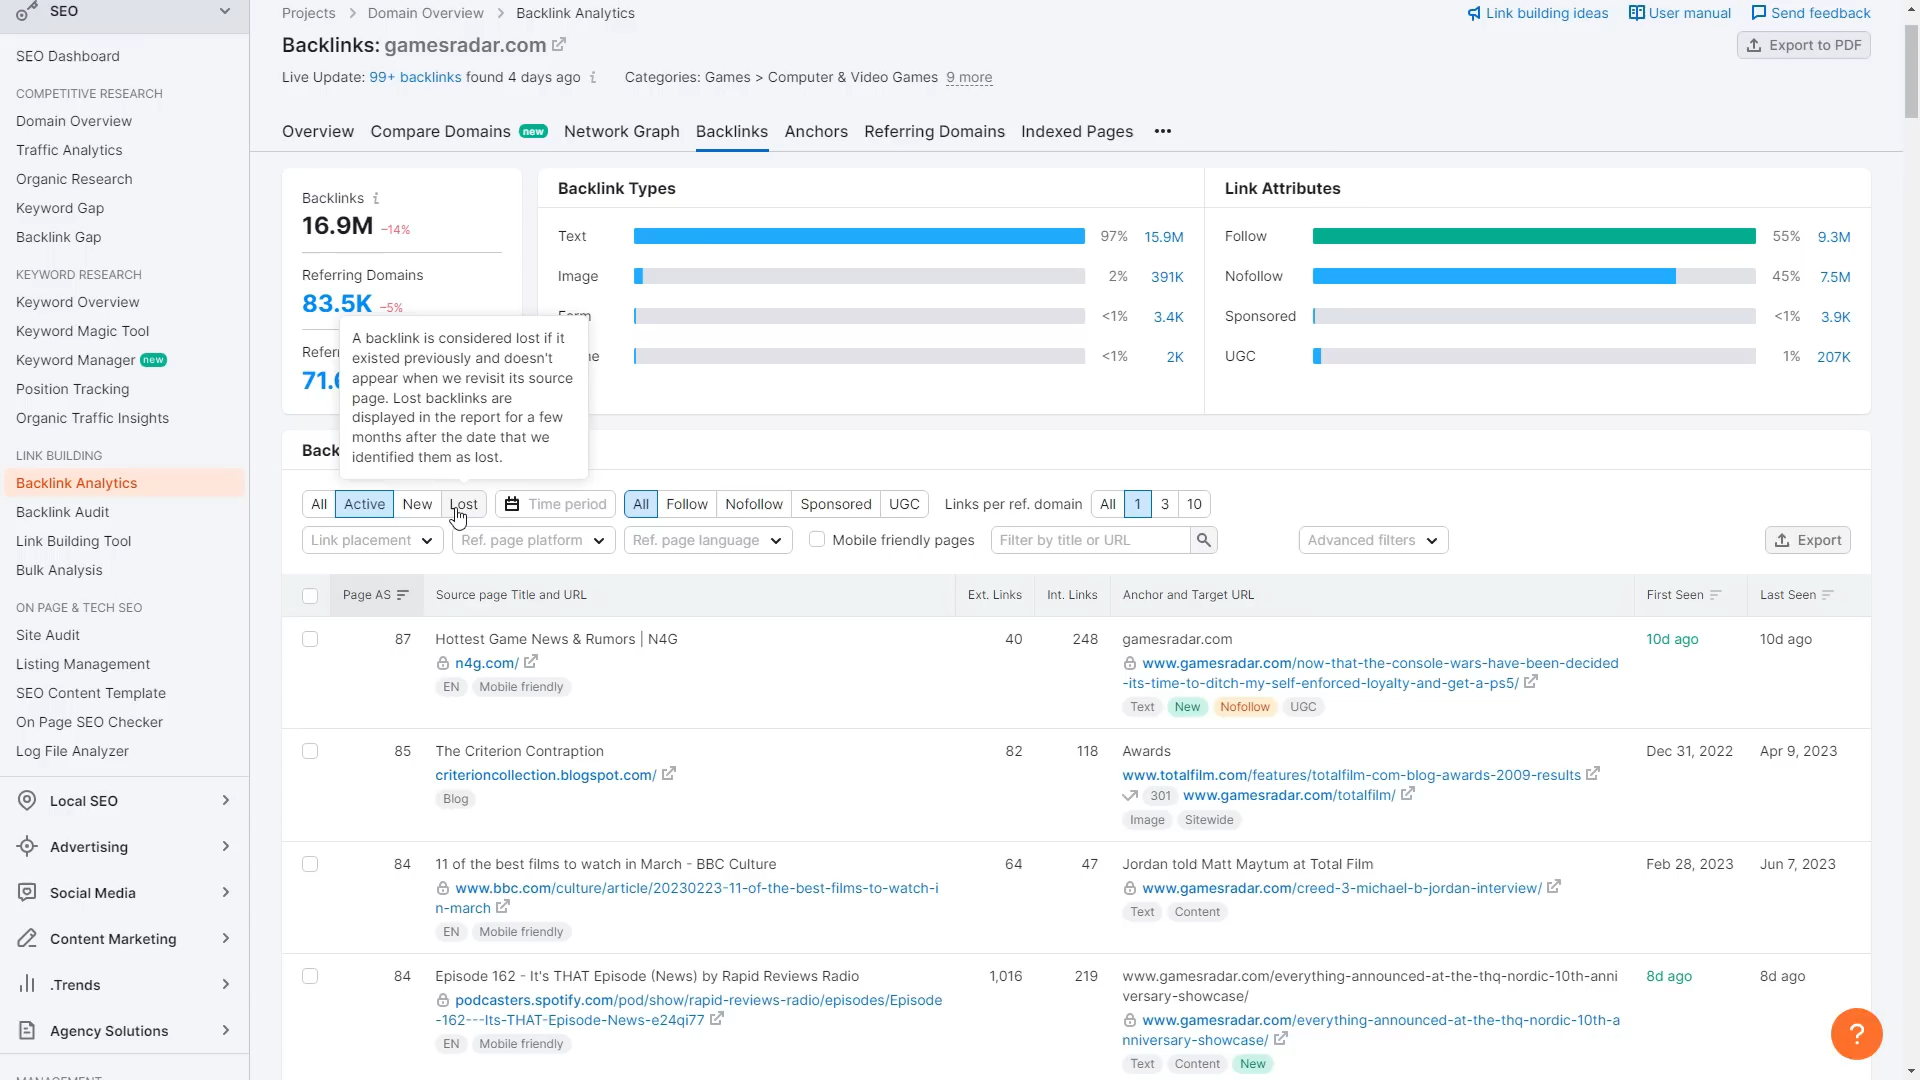 SEO
SEO Dashboard
COMPETITIVE RESEARCH
Domain Overview
Traffic Analytics
Organic Research
Keyword Gap
Backlink Gap
KEYWORD RESEARCH
Keyword Overview
Keyword Magic Tool
Keyword Manager new
Position Tracking
Organic Traffic Insights
LINK BUILDING
Backlink Analytics
Backlink Audit
Link Building Tool
Bulk Analysis
ON PAGE & TECH SEO
Site Audit
Listing Management
SEO Content Template
On Page SEO Checker
Log File Analyzer
Local SEO
Advertising
Social Media
Content Marketing
.Trends
Agency Solutions
MANAGEMENT
Projects > Domain Overview > Backlink Analytics
Link building ideas User manual Send feedback
Backlinks: gamesradar.com
Export to PDF
Live Update: 99+ backlinks found 4 days ago i Categories: Games > Computer & Video Games 9 more
Overview Compare Domains new Network Graph Backlinks Anchors Referring Domains Indexed Pages •••
Backlinks i
16.9M -14%
Referring Domains
83.5K -5%
Refer
71.6
A backlink is considered lost if it
existed previously and doesn't
appear when we revisit its source
page. Lost backlinks are
displayed in the report for a few
months after the date that we
identified them as lost.
Backlink Types
Text 97% 15.9M
Image 2% 391K
Form <1% 3.4K
ne <1% 2K
Link Attributes
Follow 55% 9.3M
Nofollow 45% 7.5M
Sponsored <1% 3.9K
UGC 1% 207K
Back
All Active New Lost Time period All Follow Nofollow Sponsored UGC Links per ref. domain All 1 3 10
Link placement Ref. page platform Ref. page language Mobile friendly pages Filter by title or URL Advanced filters Export
Page AS Source page Title and URL Ext. Links Int. Links Anchor and Target URL First Seen Last Seen
87 Hottest Game News & Rumors | N4G 40 248 gamesradar.com 10d ago 10d ago
n4g.com/ www.gamesradar.com/now-that-the-console-wars-have-been-decided
-its-time-to-ditch-my-self-enforced-loyalty-and-get-a-ps5/
EN Mobile friendly
Text New Nofollow UGC
85 The Criterion Contraption 82 118 Awards Dec 31, 2022 Apr 9, 2023
criterioncollection.blogspot.com/ www.totalfilm.com/features/totalfilm-com-blog-awards-2009-results
Blog 301 www.gamesradar.com/totalfilm/
Image Sitewide
84 11 of the best films to watch in March - BBC Culture 64 47 Jordan told Matt Maytum at Total Film Feb 28, 2023 Jun 7, 2023
www.bbc.com/culture/article/20230223-11-of-the-best-films-to-watch-i www.gamesradar.com/creed-3-michael-b-jordan-interview/
n-march Text Content
EN Mobile friendly
84 Episode 162 - It's THAT Episode (News) by Rapid Reviews Radio 1,016 219 www.gamesradar.com/everything-announced-at-the-thq-nordic-10th-anni 8d ago 8d ago
versary-showcase/
podcasters.spotify.com/pod/show/rapid-reviews-radio/episodes/Episode
-162---Its-THAT-Episode-News-e24qi77
www.gamesradar.com/everything-announced-at-the-thq-nordic-10th-a
nniversary-showcase/
EN Mobile friendly
Text Content New
?